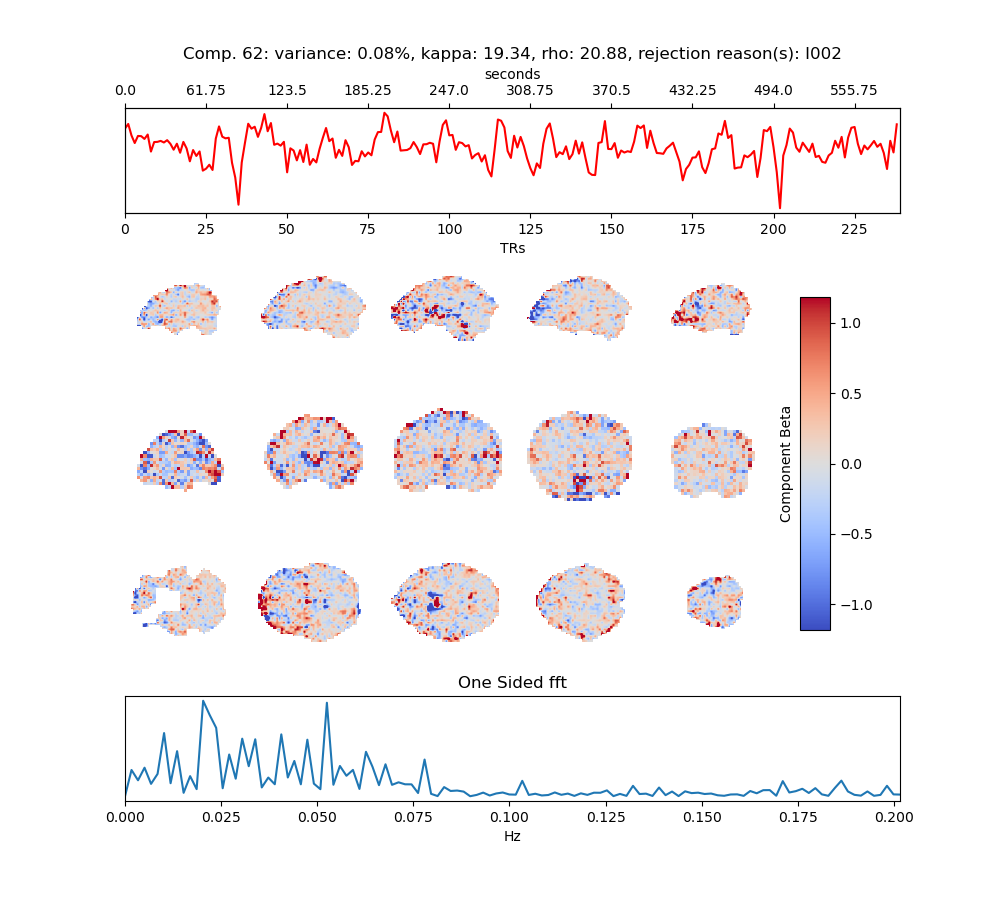 Comp. 62: variance: 0.08%, kappa: 19.34, rho: 20.88, rejection reason(s): I002
seconds
0.0 61.75 123.5 185.25 247.0 308.75 370.5 432.25 494.0 555.75
0 25 50 75 100 125 150 175 200 225
TRs
1.0
0.5
0.0
−0.5
−1.0
Component Beta
One Sided fft
0.000 0.025 0.050 0.075 0.100 0.125 0.150 0.175 0.200
Hz